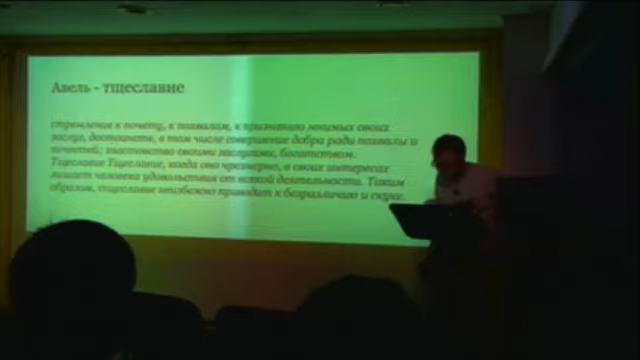 Авель - тщеславие
стремление к почету, к похвалам, к признанию мнимых своих
заслуг, достоинств, в том числе совершение добра ради похвалы и
почестей; хвастовство своими заслугами, богатством.
Тщеславие Тщеславие, когда оно чрезмерно, в своих интересах
лишает человека удовольствия от всякой деятельности. Таким
образом, тщеславие неизбежно приводит к безразличию и скуке.